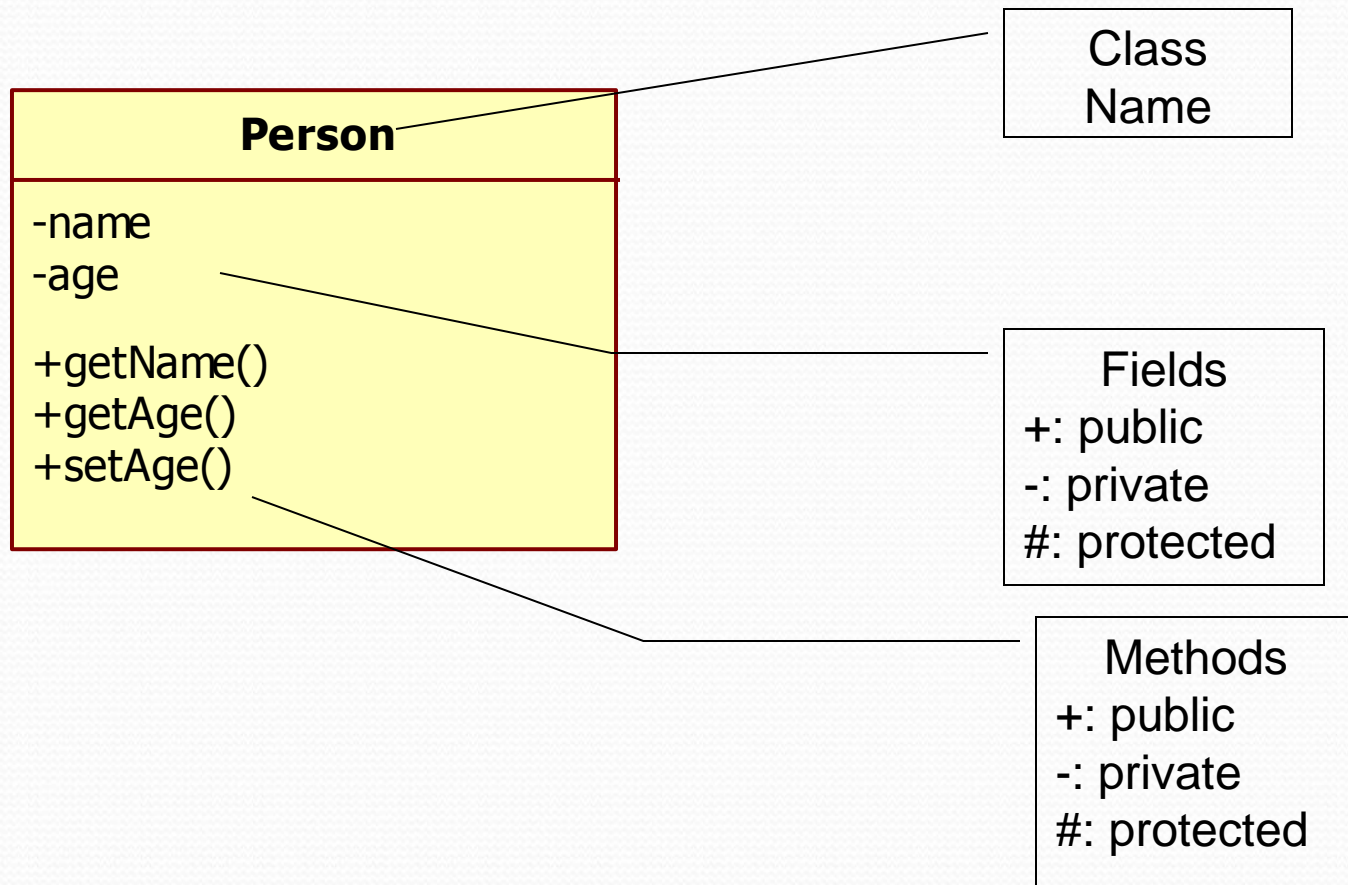 Class
Name
Person
-name
-age
+getName()
+getAge()
+setAge()
Fields
+: public
-: private
#: protected
Methods
+: public
-: private
#: protected